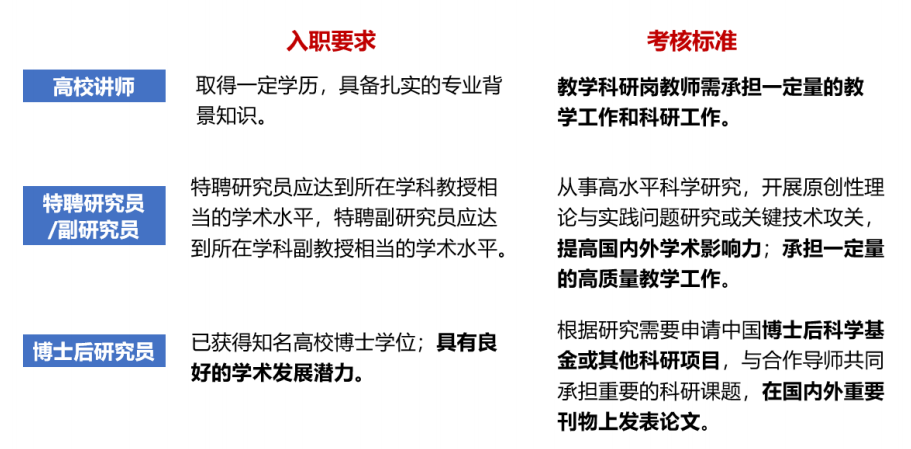 入职要求
考核标准
高校讲师
取得一定学历，具备扎实的专业背
景知识。
教学科研岗教师需承担一定量的教
学工作和科研工作。
特聘研究员
/副研究员
特聘研究员应达到所在学科教授相
当的学术水平，特聘副研究员应达
到所在学科副教授相当的学术水平。
从事高水平科学研究，开展原创性理
论与实践问题研究或关键技术攻关，
提高国内外学术影响力；承担一定量
的高质量教学工作。
博士后研究员
已获得知名高校博士学位；具有良
好的学术发展潜力。
根据研究需要申请中国博士后科学基
金或其他科研项目，与合作导师共同
承担重要的科研课题，在国内外重要
刊物上发表论文。